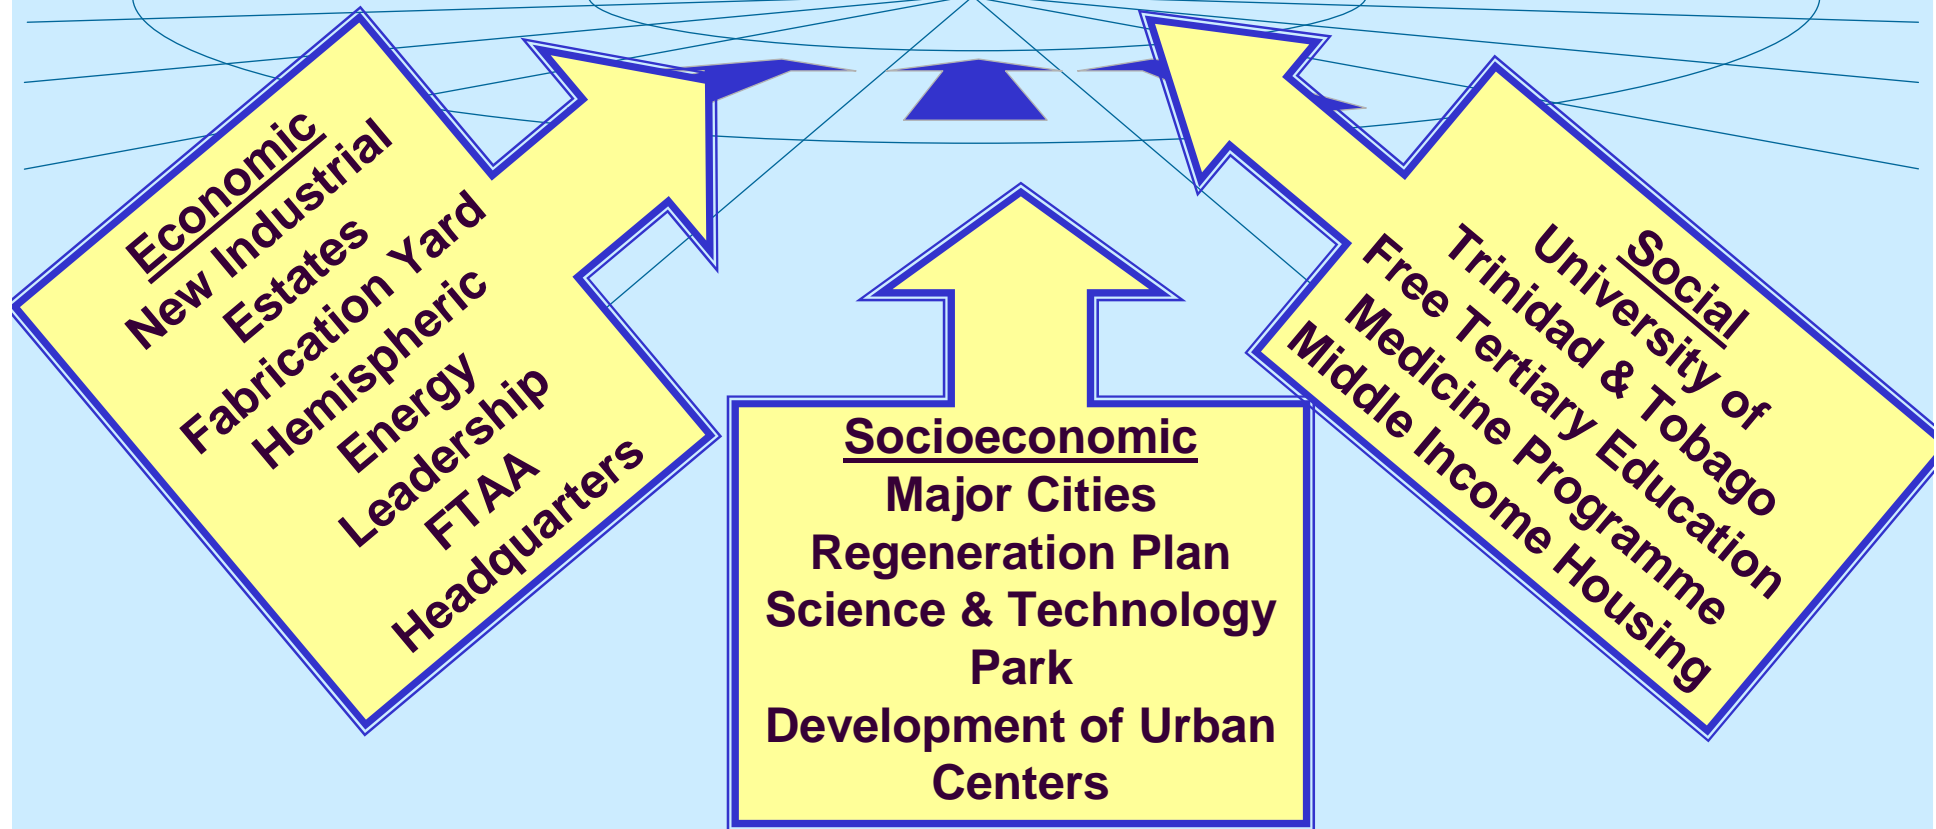 Economic
New Industrial
Estates
Fabrication Yard
Hemispheric
Energy
Leadership
FTAA
Headquarters
Socioeconomic
Major Cities
Regeneration Plan
Science & Technology
Park
Development of Urban
Centers
Social
University of
Trinidad & Tobago
Free Tertiary Education
Medicine Programme
Middle Income Housing